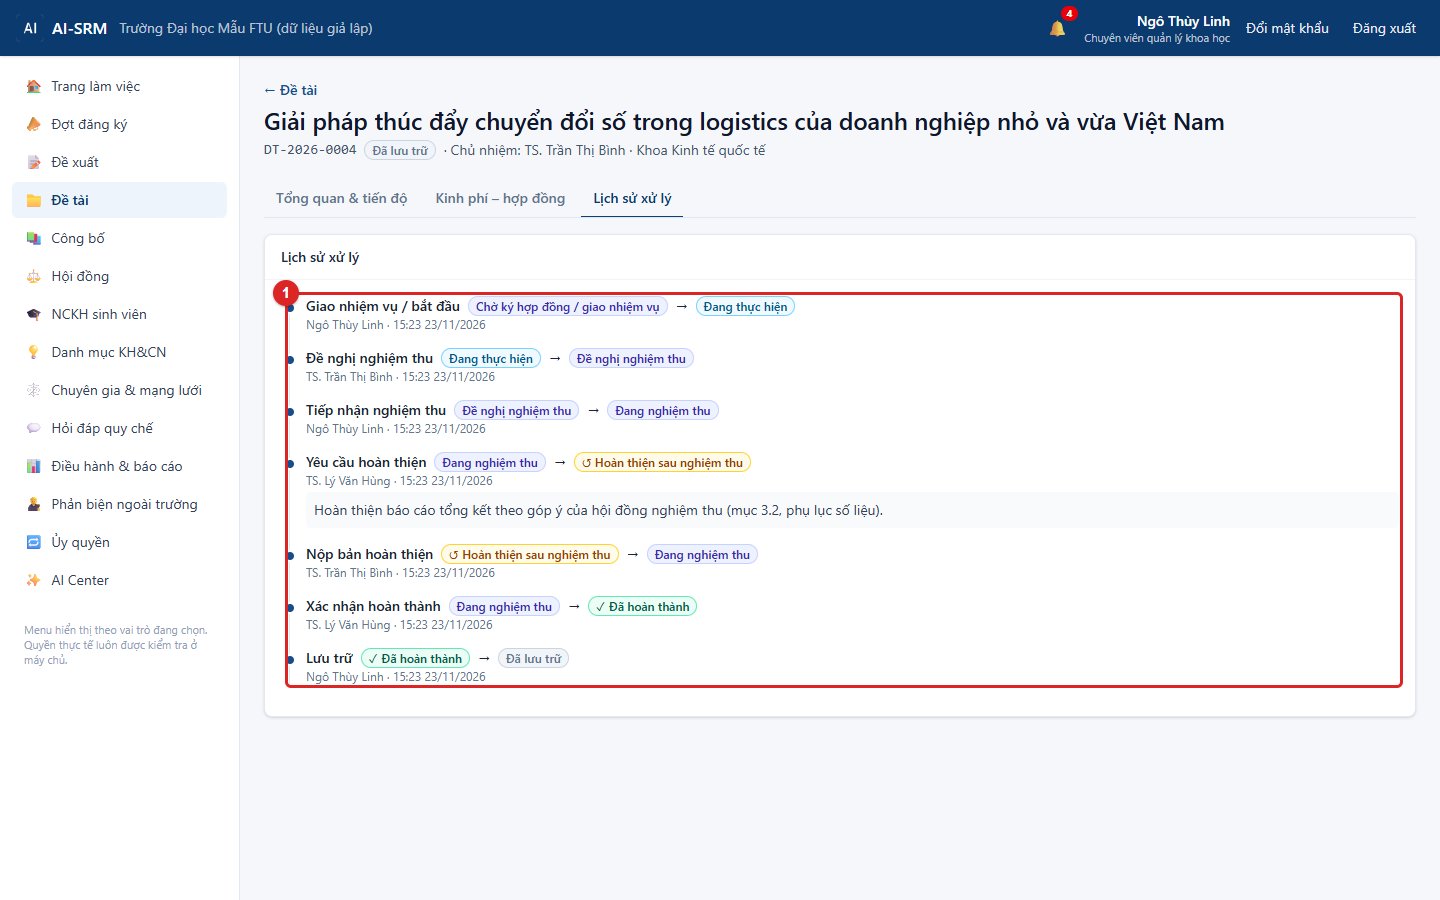 AI AI-SRM Trường Đại học Mẫu FTU (dữ liệu giả lập)
4
Ngô Thùy Linh
Chuyên viên quản lý khoa học
Đổi mật khẩu
Đăng xuất
Trang làm việc
Đợt đăng ký
Đề xuất
Đề tài
Công bố
Hội đồng
NCKH sinh viên
Danh mục KH&CN
Chuyên gia & mạng lưới
Hỏi đáp quy chế
Điều hành & báo cáo
Phản biện ngoài trường
Ủy quyền
AI Center
Menu hiển thị theo vai trò đang chọn.
Quyền thực tế luôn được kiểm tra ở
máy chủ.
← Đề tài
Giải pháp thúc đẩy chuyển đổi số trong logistics của doanh nghiệp nhỏ và vừa Việt Nam
DT-2026-0004 Đã lưu trữ · Chủ nhiệm: TS. Trần Thị Bình · Khoa Kinh tế quốc tế
Tổng quan & tiến độ Kinh phí – hợp đồng Lịch sử xử lý
Lịch sử xử lý
1
Giao nhiệm vụ / bắt đầu Chờ ký hợp đồng / giao nhiệm vụ → Đang thực hiện
Ngô Thùy Linh · 15:23 23/11/2026
Đề nghị nghiệm thu Đang thực hiện → Đề nghị nghiệm thu
TS. Trần Thị Bình · 15:23 23/11/2026
Tiếp nhận nghiệm thu Đề nghị nghiệm thu → Đang nghiệm thu
Ngô Thùy Linh · 15:23 23/11/2026
Yêu cầu hoàn thiện Đang nghiệm thu → ↺ Hoàn thiện sau nghiệm thu
TS. Lý Văn Hùng · 15:23 23/11/2026
Hoàn thiện báo cáo tổng kết theo góp ý của hội đồng nghiệm thu (mục 3.2, phụ lục số liệu).
Nộp bản hoàn thiện ↺ Hoàn thiện sau nghiệm thu → Đang nghiệm thu
TS. Trần Thị Bình · 15:23 23/11/2026
Xác nhận hoàn thành Đang nghiệm thu → ✓ Đã hoàn thành
TS. Lý Văn Hùng · 15:23 23/11/2026
Lưu trữ ✓ Đã hoàn thành → Đã lưu trữ
Ngô Thùy Linh · 15:23 23/11/2026